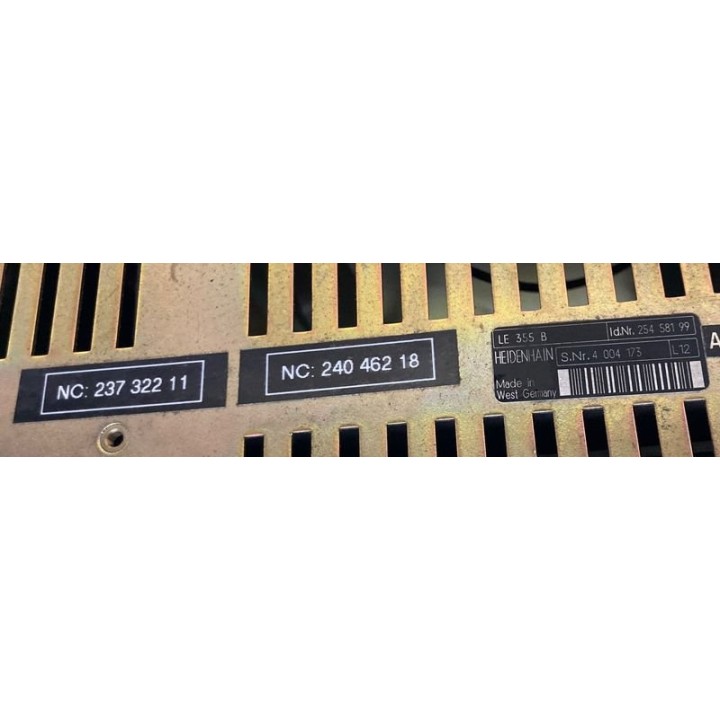 NC: 237 322 11
NC: 240 462 18
LE 355 B
Id.Nr. 254 581 99
HEIDENHAIN
S.Nr. 4 004 173
L12
Made in
West Germany
A